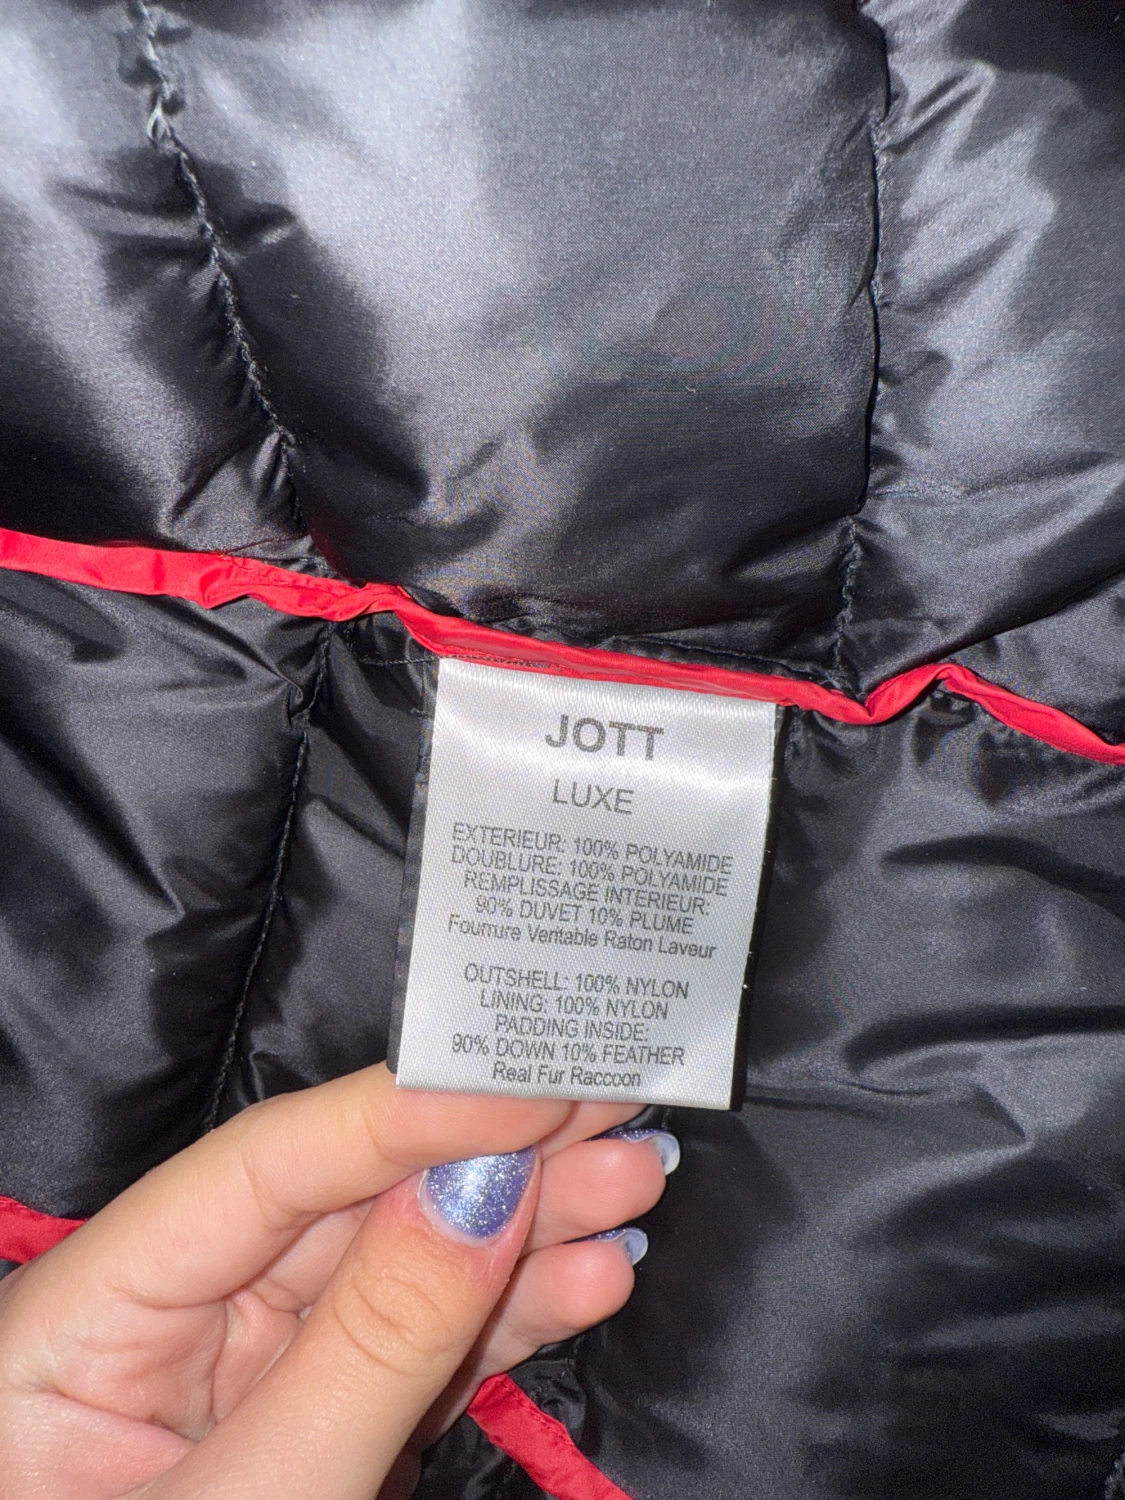 JOTT
LUXE
EXTERIEUR: 100% POLYAMIDE
DOUBLURE: 100% POLYAMIDE
REMPLISSAGE INTERIEUR:
90% DUVET 10% PLUME
Fourrure Veritable Raton Laveur
OUTSHELL: 100% NYLON
LINING: 100% NYLON
PADDING INSIDE:
90% DOWN 10% FEATHER
Real Fur Raccoon